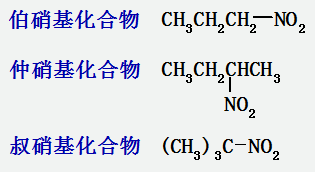 伯硝基化合物 CH₃CH₂CH₂—NO₂
仲硝基化合物 CH₃CH₂CHCH₃
NO₂
叔硝基化合物 (CH₃)₃C—NO₂